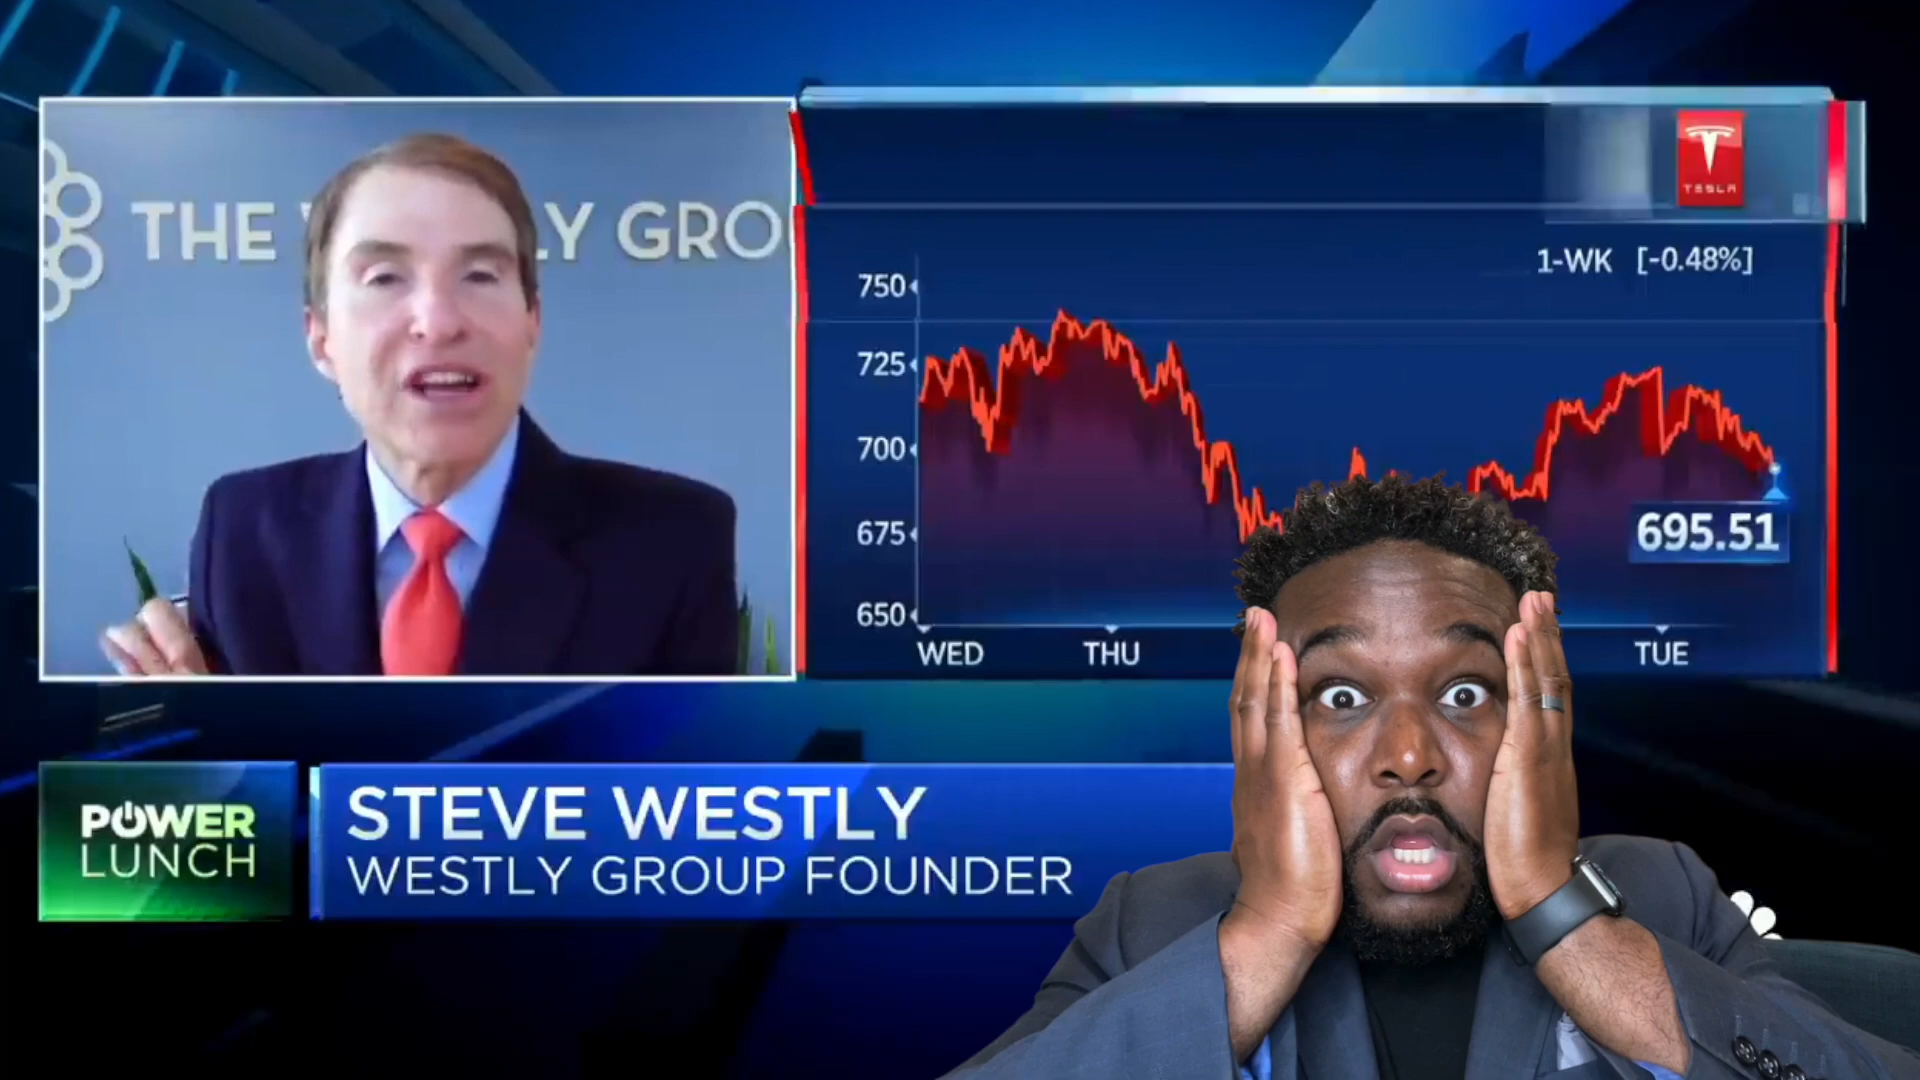 THE W LY GRO
TESLA
1-WK [-0.48%]
750
725
700
675
650
695.51
WED THU TUE
POWER
LUNCH
STEVE WESTLY
WESTLY GROUP FOUNDER